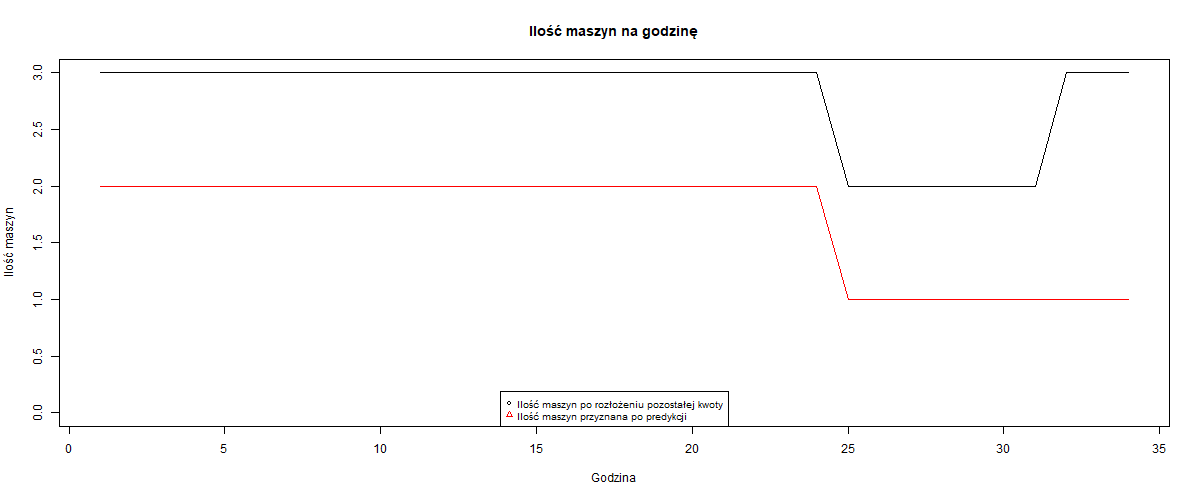 Ilość maszyn na godzinę
Ilość maszyn
3.0
2.5
2.0
1.5
1.0
0.5
0.0
Ilość maszyn po rozłożeniu pozostałej kwoty
Ilość maszyn przyznana po predykcji
0 5 10 15 20 25 30 35
Godzina